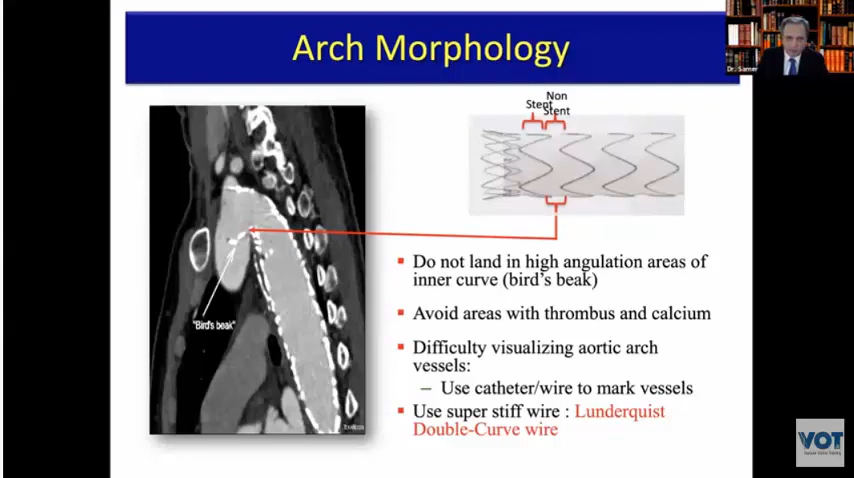 Arch Morphology
Dr. Samer
Non
Stent
Stent
"Bird's beak"
▪ Do not land in high angulation areas of
inner curve (bird's beak)
▪ Avoid areas with thrombus and calcium
▪ Difficulty visualizing aortic arch
vessels:
– Use catheter/wire to mark vessels
▪ Use super stiff wire : Lunderquist
Double-Curve wire
VOT